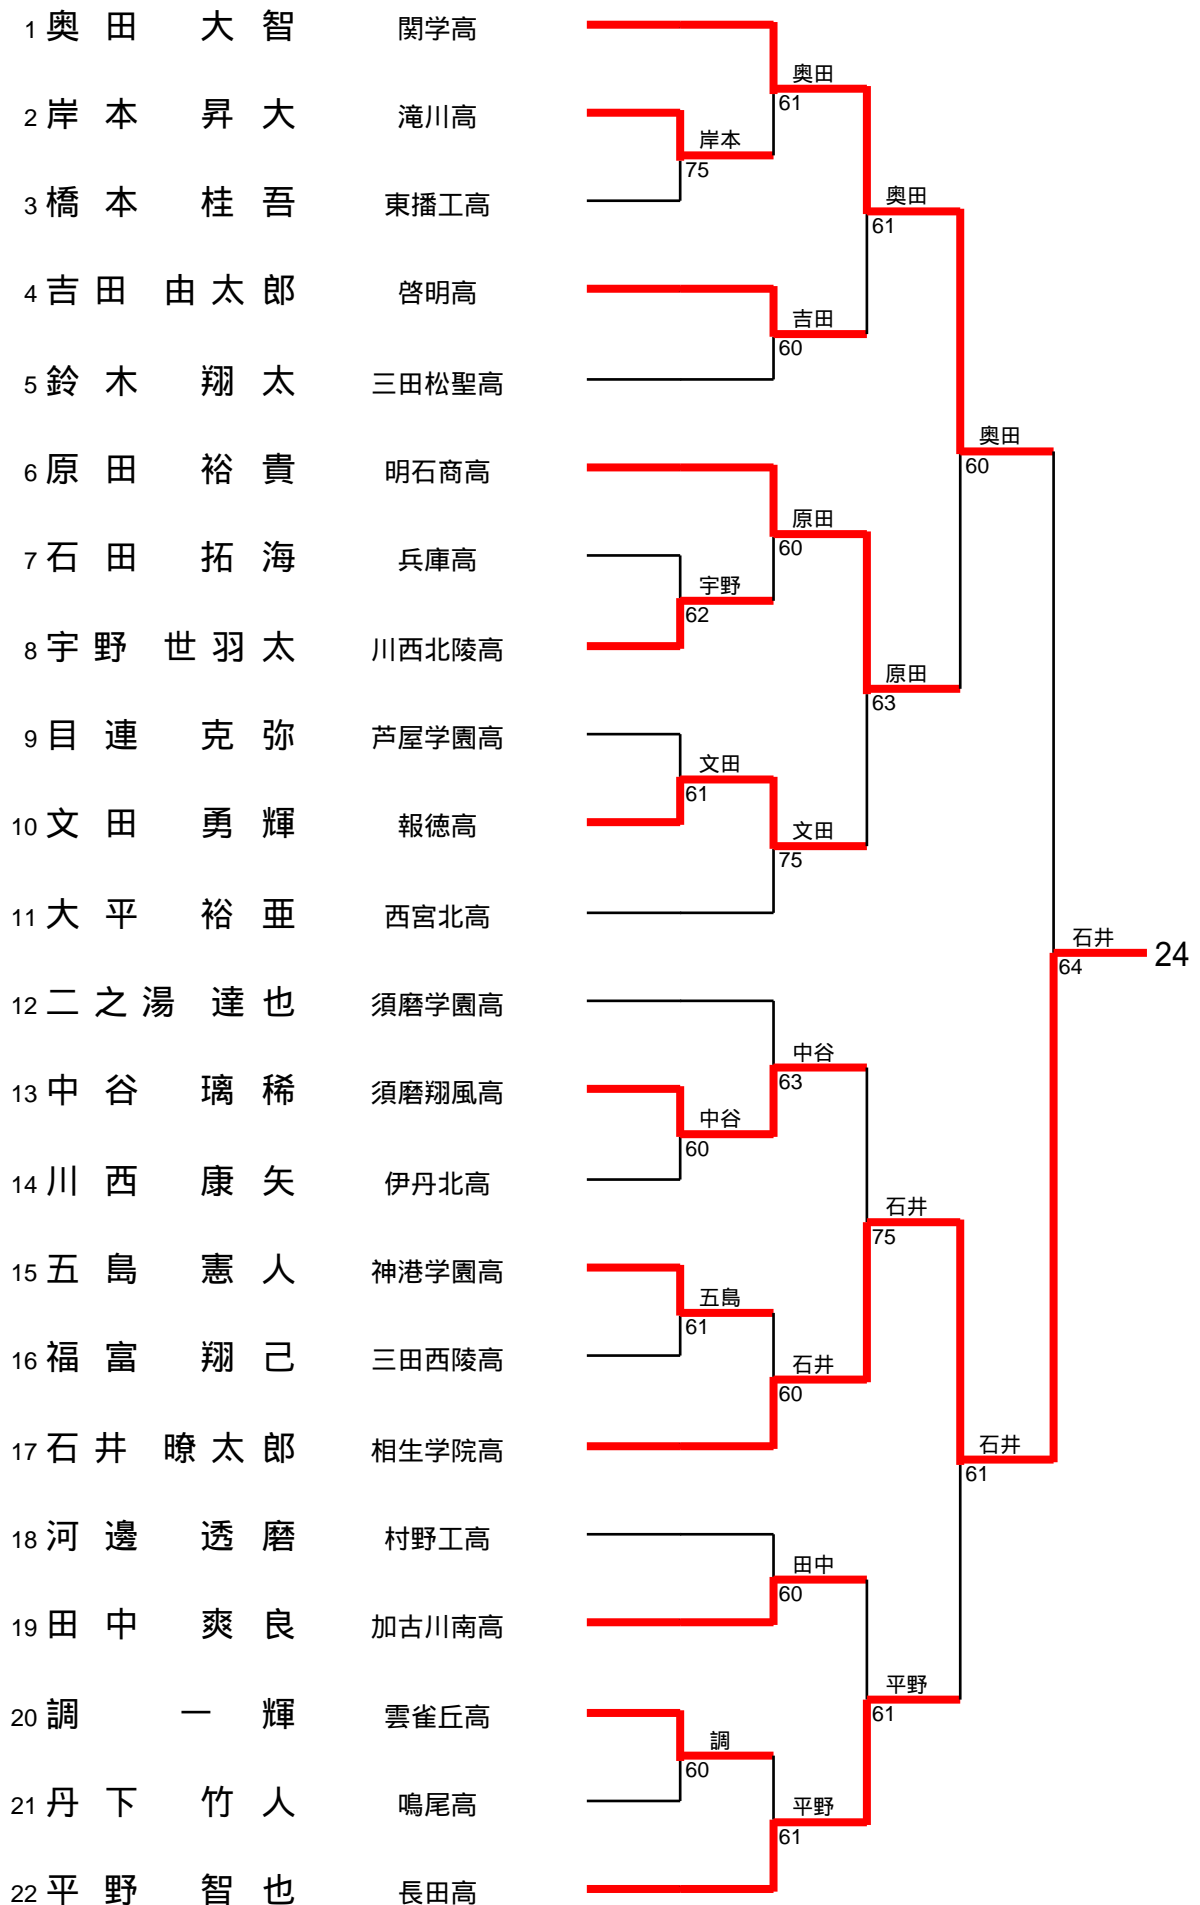 1 奥田 大智 関学高
奥田
61
2 岸本 昇大 滝川高
岸本
75
3 橋本 桂吾 東播工高
奥田
61
4 吉田 由太郎 啓明高
吉田
60
5 鈴木 翔太 三田松聖高
奥田
60
6 原田 裕貴 明石商高
原田
60
7 石田 拓海 兵庫高
宇野
62
8 宇野 世羽太 川西北陵高
原田
63
9 目連 克弥 芦屋学園高
文田
61
10 文田 勇輝 報徳高
文田
75
11 大平 裕亜 西宮北高
石井
64
24
12 二之湯 達也 須磨学園高
中谷
63
13 中谷 璃稀 須磨翔風高
中谷
60
14 川西 康矢 伊丹北高
石井
75
15 五島 憲人 神港学園高
五島
61
16 福富 翔己 三田西陵高
石井
60
17 石井 暸太郎 相生学院高
石井
61
18 河邊 透磨 村野工高
田中
60
19 田中 爽良 加古川南高
平野
61
20 調 一輝 雲雀丘高
調
60
21 丹下 竹人 鳴尾高
平野
61
22 平野 智也 長田高